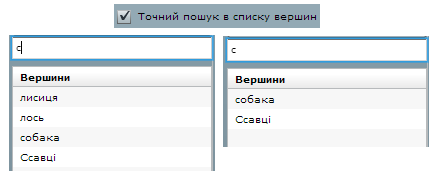 Точний пошук в списку вершин
с
Вершини
лисиця
лось
собака
Ссавці
с
Вершини
собака
Ссавці